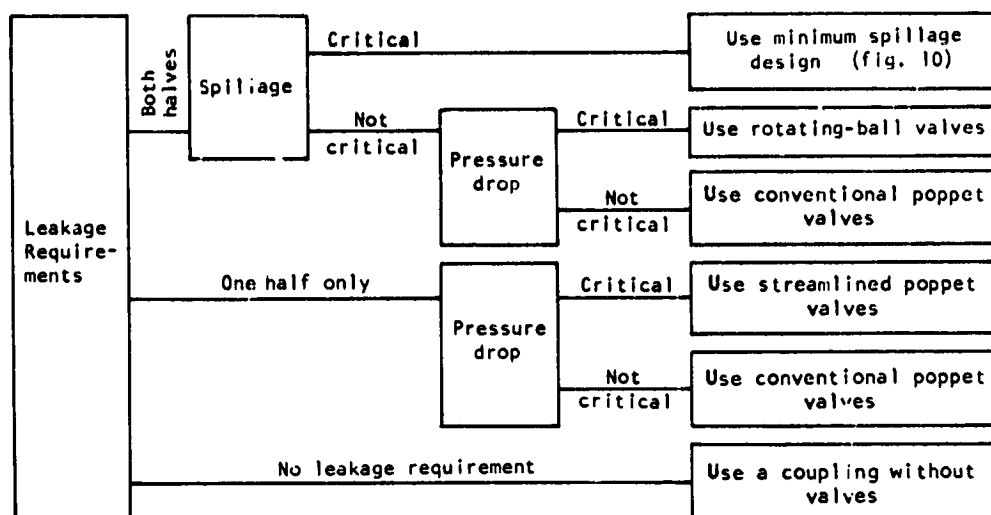 Leakage
Require-
ments
Both
halves
Spillage
Critical
Use minimum spillage
design (fig. 10)
Not
critical
Pressure
drop
Critical
Use rotating-ball valves
Not
critical
Use conventional poppet
valves
One half only
Pressure
drop
Critical
Use streamlined poppet
valves
Not
critical
Use conventional poppet
valves
No leakage requirement
Use a coupling without
valves